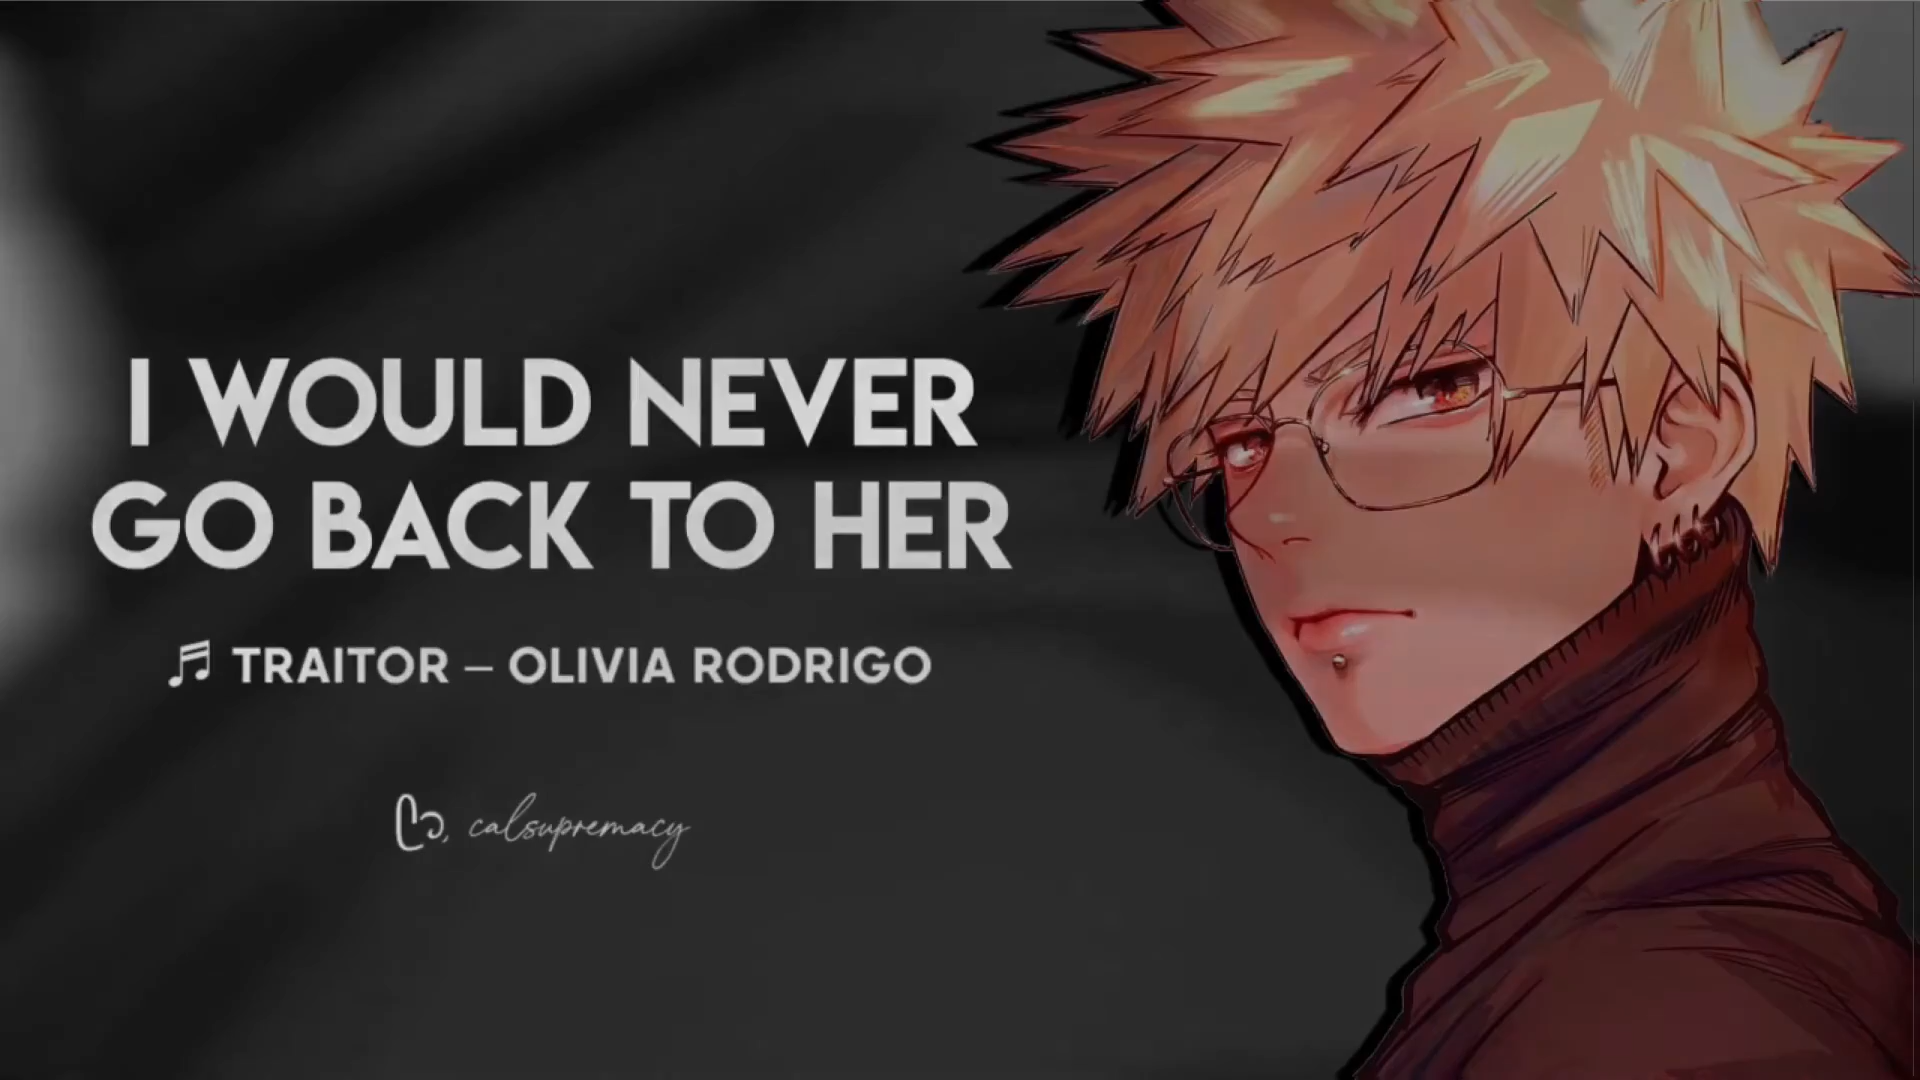 I WOULD NEVER
GO BACK TO HER
TRAITOR – OLIVIA RODRIGO
calsupremacy